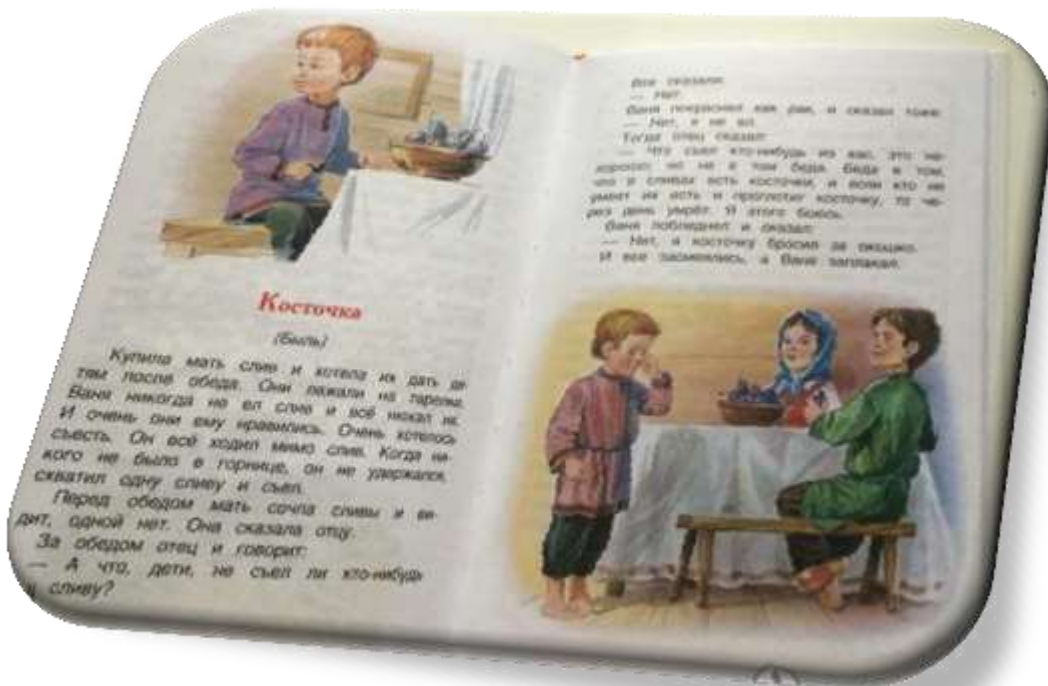 Косточка
(Быль)
Купила мать слив и хотела их дать де-
тям после обеда. Они лежали на тарелке.
Ваня никогда не ел слив и всё нюхал их.
И очень они ему нравились. Очень хотелось
съесть. Он всё ходил мимо слив. Когда ни-
кого не было в горнице, он не удержался,
схватил одну сливу и съел.
Перед обедом мать сочла сливы и ви-
дит, одной нет. Она сказала отцу.
За обедом отец и говорит:
— А что, дети, не съел ли кто-нибудь
сливу?
Все сказали:
— Нет.
Ваня покраснел как рак, и сказал тоже:
— Нет, я не ел.
Тогда отец сказал:
— Что съел кто-нибудь из вас, это не-
хорошо; но не в том беда. Беда в том,
что в сливах есть косточки, и если кто не
умеет их есть и проглотит косточку, то че-
рез день умрёт. Я этого боюсь.
Ваня побледнел и сказал:
— Нет, я косточку бросил за окошко.
И все засмеялись, а Ваня заплакал.